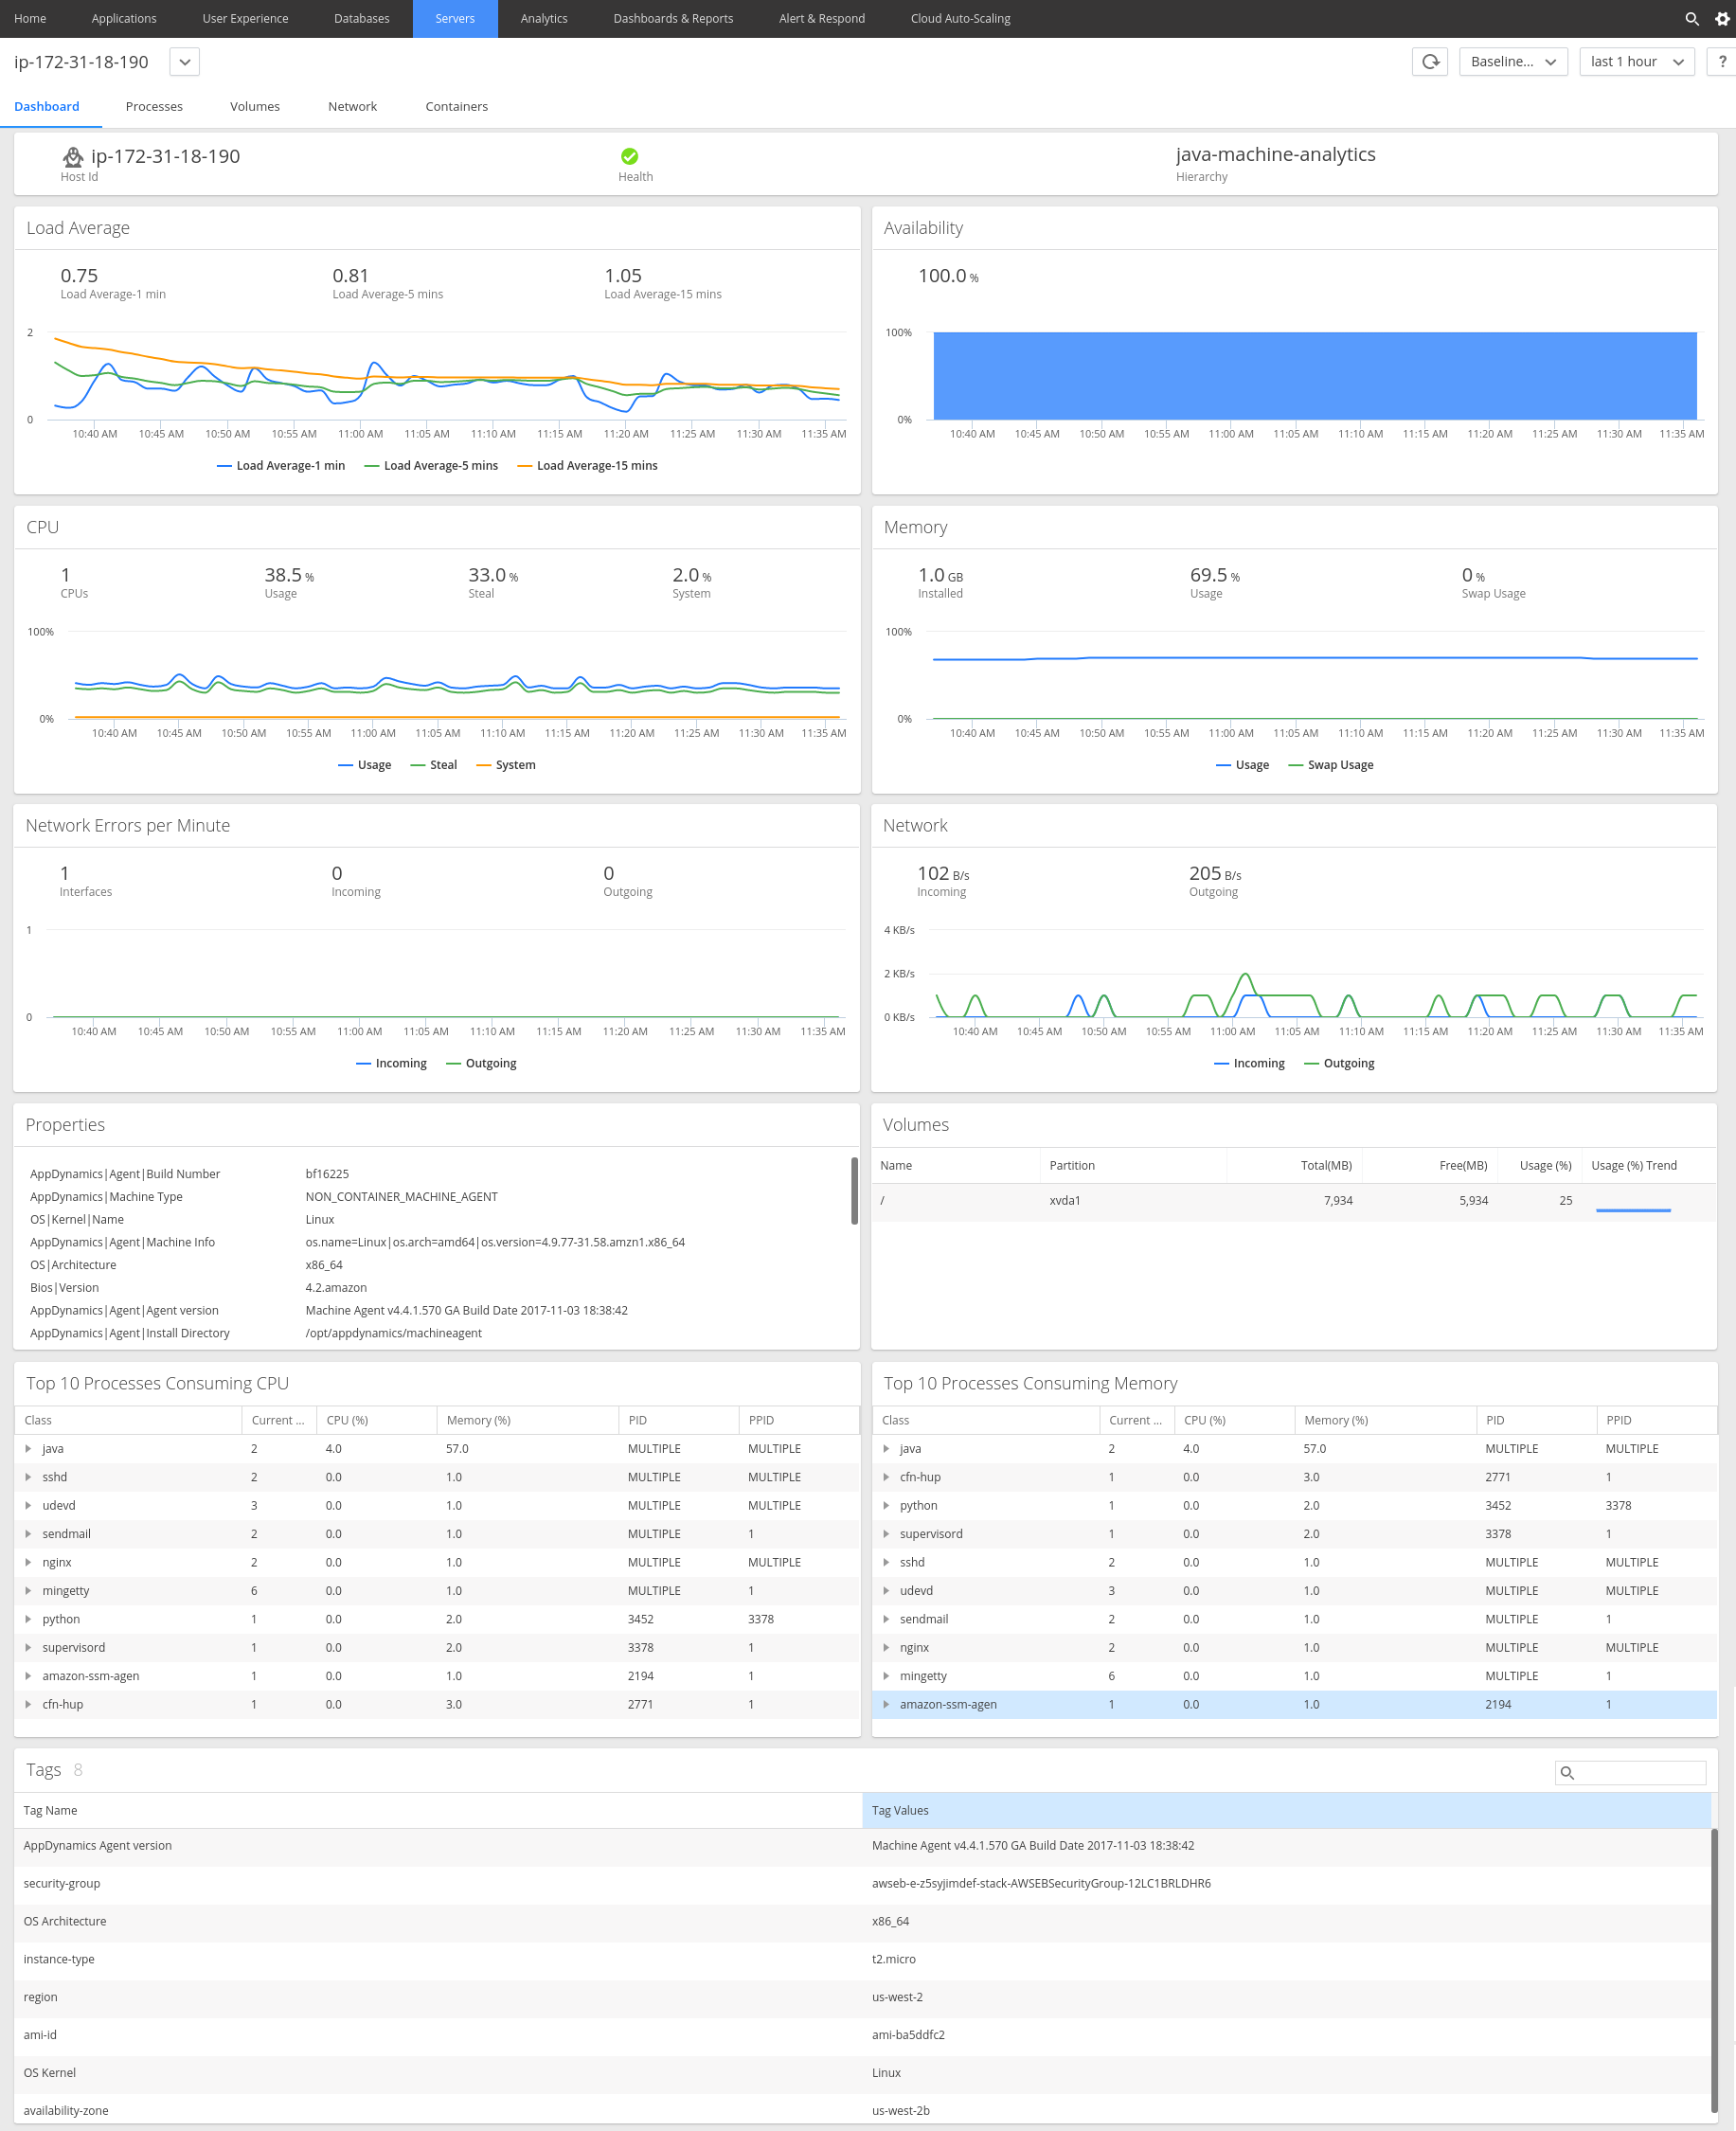 Home Applications User Experience Databases Servers Analytics Dashboards & Reports Alert & Respond Cloud Auto-Scaling
ip-172-31-18-190 Baseline... last 1 hour ?
Dashboard Processes Volumes Network Containers
ip-172-31-18-190 java-machine-analytics
Host Id Health Hierarchy
Load Average
0.75 0.81 1.05
Load Average-1 min Load Average-5 mins Load Average-15 mins
2
0
10:40 AM 10:45 AM 10:50 AM 10:55 AM 11:00 AM 11:05 AM 11:10 AM 11:15 AM 11:20 AM 11:25 AM 11:30 AM 11:35 AM
Load Average-1 min Load Average-5 mins Load Average-15 mins
Availability
100.0 %
100%
0%
10:40 AM 10:45 AM 10:50 AM 10:55 AM 11:00 AM 11:05 AM 11:10 AM 11:15 AM 11:20 AM 11:25 AM 11:30 AM 11:35 AM
CPU
1 38.5 % 33.0 % 2.0 %
CPUs Usage Steal System
100%
0%
10:40 AM 10:45 AM 10:50 AM 10:55 AM 11:00 AM 11:05 AM 11:10 AM 11:15 AM 11:20 AM 11:25 AM 11:30 AM 11:35 AM
Usage Steal System
Memory
1.0 GB 69.5 % 0 %
Installed Usage Swap Usage
100%
0%
10:40 AM 10:45 AM 10:50 AM 10:55 AM 11:00 AM 11:05 AM 11:10 AM 11:15 AM 11:20 AM 11:25 AM 11:30 AM 11:35 AM
Usage Swap Usage
Network Errors per Minute
1 0 0
Interfaces Incoming Outgoing
1
0
10:40 AM 10:45 AM 10:50 AM 10:55 AM 11:00 AM 11:05 AM 11:10 AM 11:15 AM 11:20 AM 11:25 AM 11:30 AM 11:35 AM
Incoming Outgoing
Network
102 B/s 205 B/s
Incoming Outgoing
4 KB/s
2 KB/s
0 KB/s
10:40 AM 10:45 AM 10:50 AM 10:55 AM 11:00 AM 11:05 AM 11:10 AM 11:15 AM 11:20 AM 11:25 AM 11:30 AM 11:35 AM
Incoming Outgoing
Properties
AppDynamics|Agent|Build Number bf16225
AppDynamics|Machine Type NON_CONTAINER_MACHINE_AGENT
OS|Kernel|Name Linux
AppDynamics|Agent|Machine Info os.name=Linux|os.arch=amd64|os.version=4.9.77-31.58.amzn1.x86_64
OS|Architecture x86_64
Bios|Version 4.2.amazon
AppDynamics|Agent|Agent version Machine Agent v4.4.1.570 GA Build Date 2017-11-03 18:38:42
AppDynamics|Agent|Install Directory /opt/appdynamics/machineagent
Volumes
Name Partition Total(MB) Free(MB) Usage (%) Usage (%) Trend
/ xvda1 7,934 5,934 25
Top 10 Processes Consuming CPU
Class Current ... CPU (%) Memory (%) PID PPID
java 2 4.0 57.0 MULTIPLE MULTIPLE
sshd 2 0.0 1.0 MULTIPLE MULTIPLE
udevd 3 0.0 1.0 MULTIPLE MULTIPLE
sendmail 2 0.0 1.0 MULTIPLE 1
nginx 2 0.0 1.0 MULTIPLE MULTIPLE
mingetty 6 0.0 1.0 MULTIPLE 1
python 1 0.0 2.0 3452 3378
supervisord 1 0.0 2.0 3378 1
amazon-ssm-agen 1 0.0 1.0 2194 1
cfn-hup 1 0.0 3.0 2771 1
Top 10 Processes Consuming Memory
Class Current ... CPU (%) Memory (%) PID PPID
java 2 4.0 57.0 MULTIPLE MULTIPLE
cfn-hup 1 0.0 3.0 2771 1
python 1 0.0 2.0 3452 3378
supervisord 1 0.0 2.0 3378 1
sshd 2 0.0 1.0 MULTIPLE MULTIPLE
udevd 3 0.0 1.0 MULTIPLE MULTIPLE
sendmail 2 0.0 1.0 MULTIPLE 1
nginx 2 0.0 1.0 MULTIPLE MULTIPLE
mingetty 6 0.0 1.0 MULTIPLE 1
amazon-ssm-agen 1 0.0 1.0 2194 1
Tags 8
Tag Name Tag Values
AppDynamics Agent version Machine Agent v4.4.1.570 GA Build Date 2017-11-03 18:38:42
security-group awseb-e-z5syjimdef-stack-AWSEBSecurityGroup-12LC1BRLDHR6
OS Architecture x86_64
instance-type t2.micro
region us-west-2
ami-id ami-ba5ddfc2
OS Kernel Linux
availability-zone us-west-2b